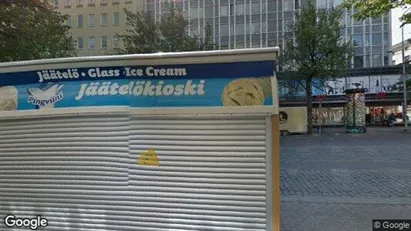 Jäätelö • Glass • Ice Cream
Pingviini
Jäätelökioski
Google
© Google